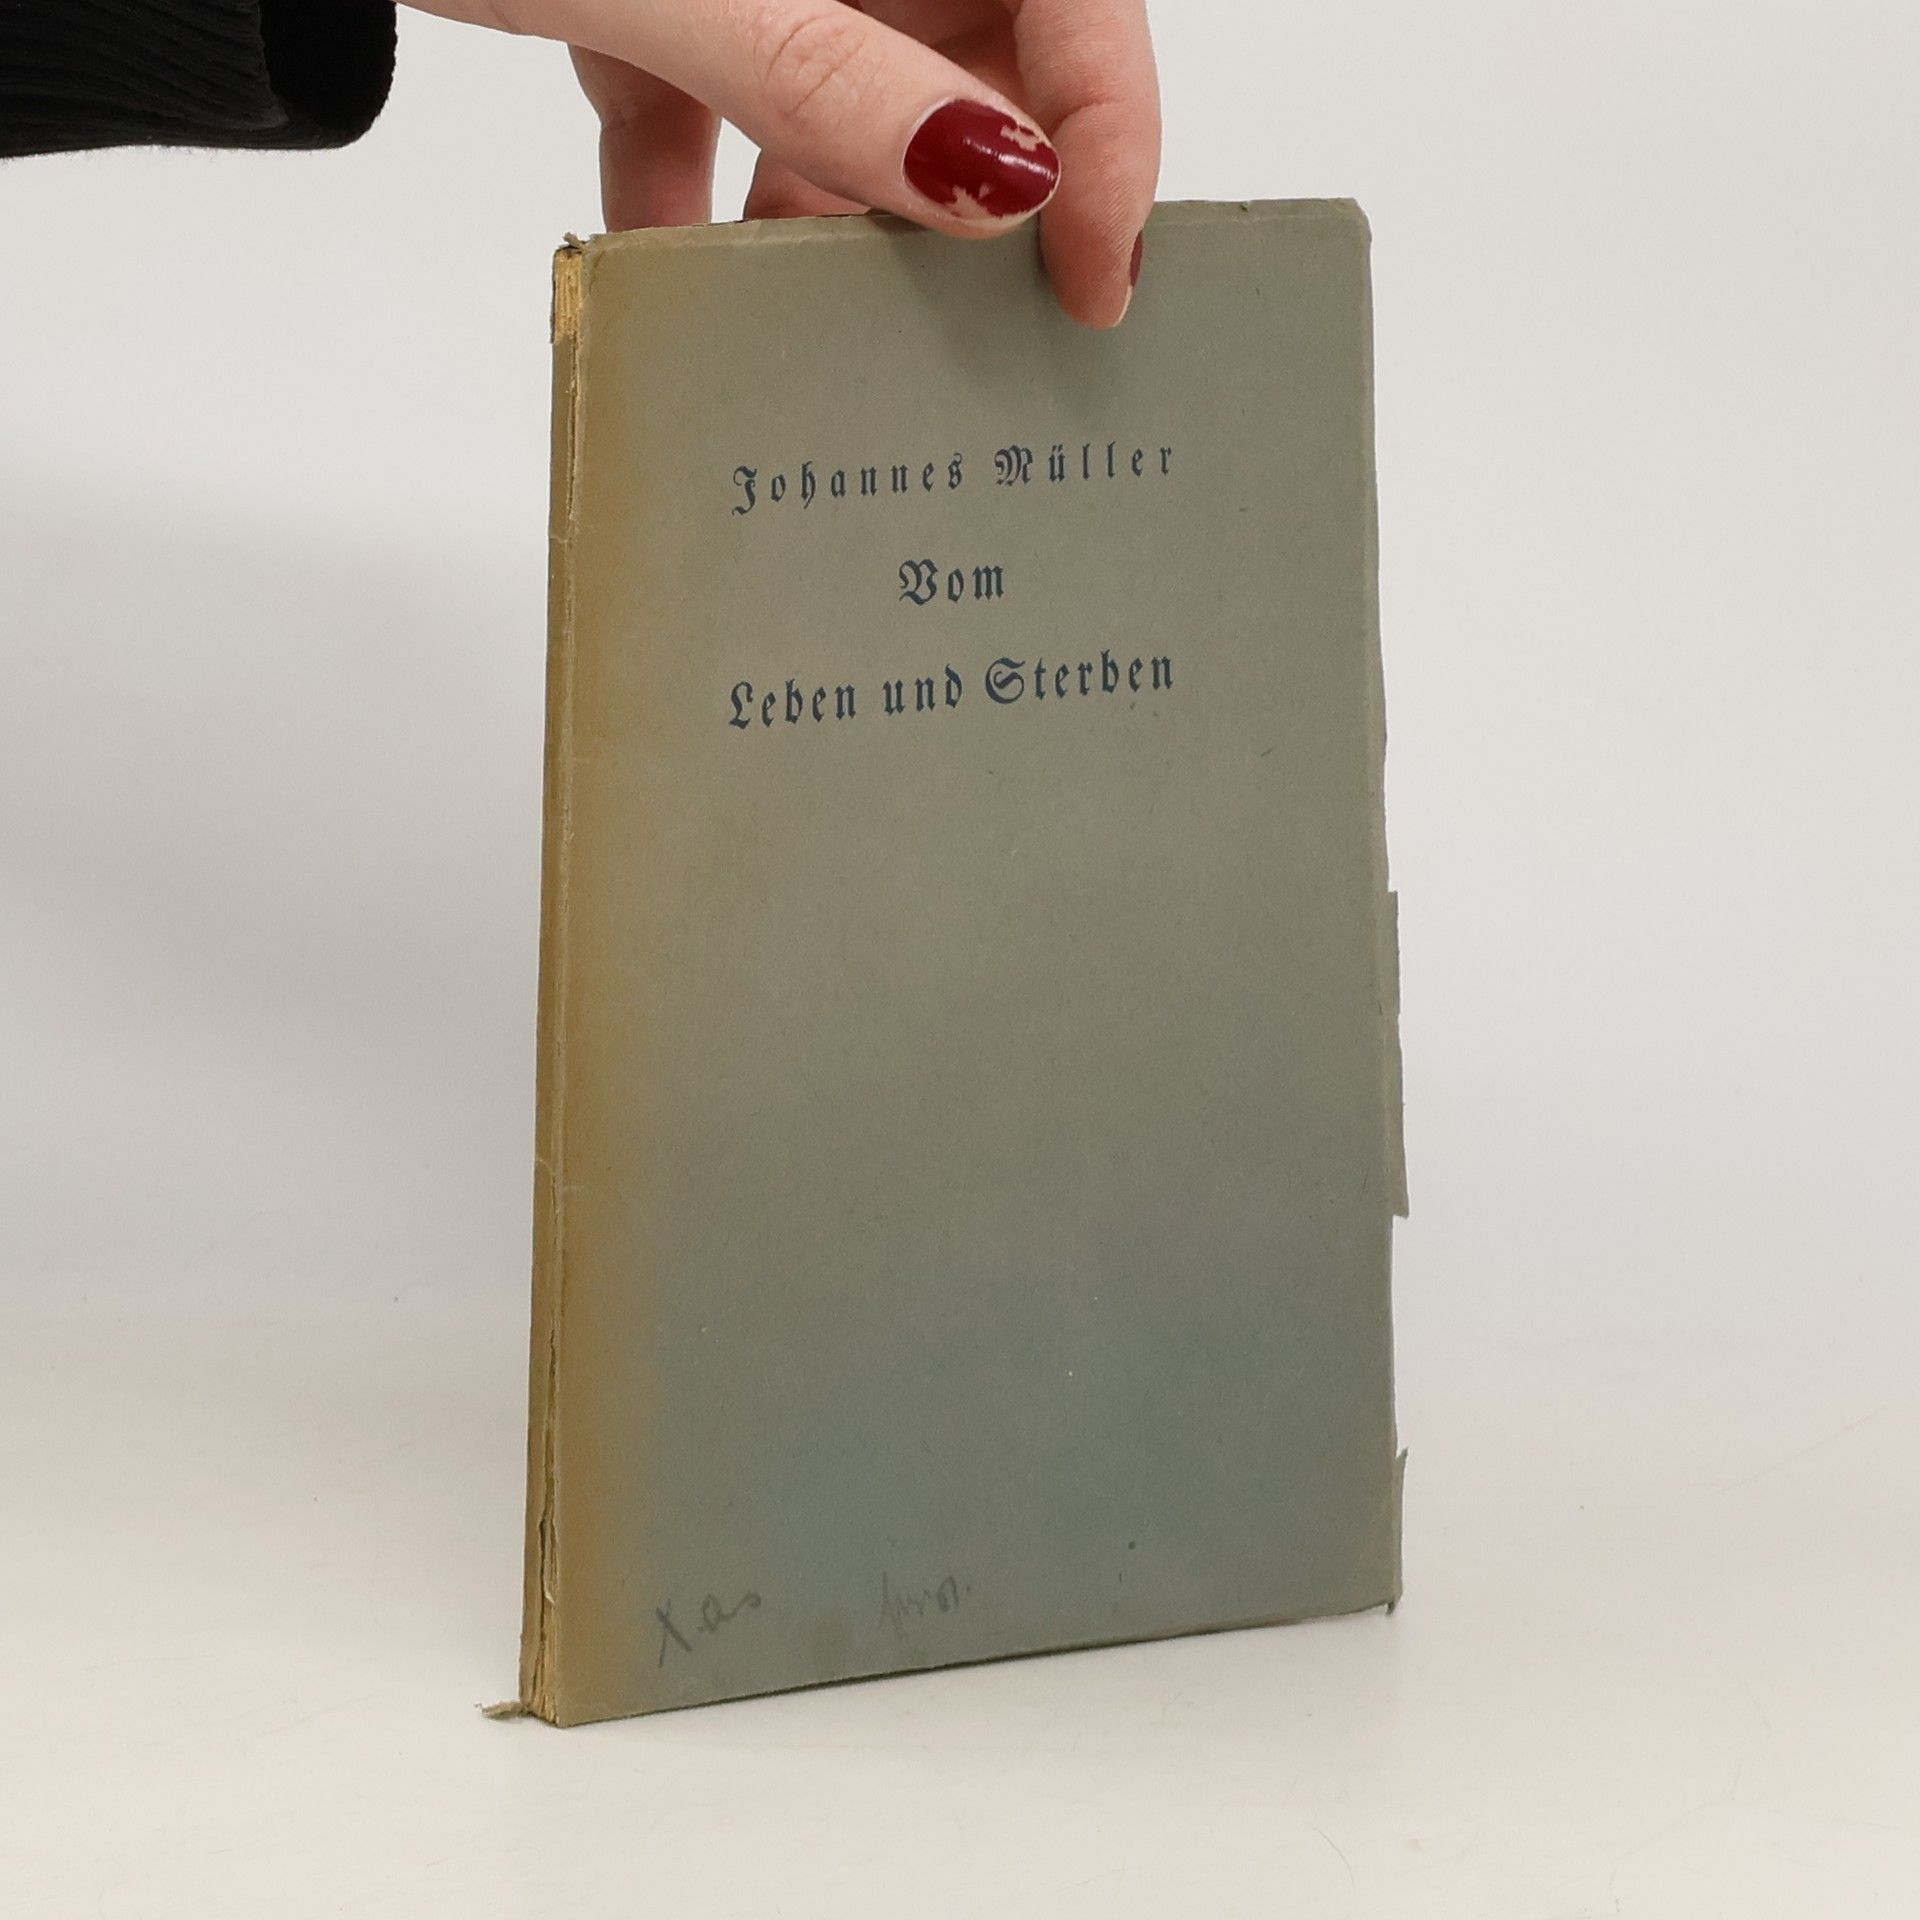 Johannes Müller
Vom
Leben und Sterben